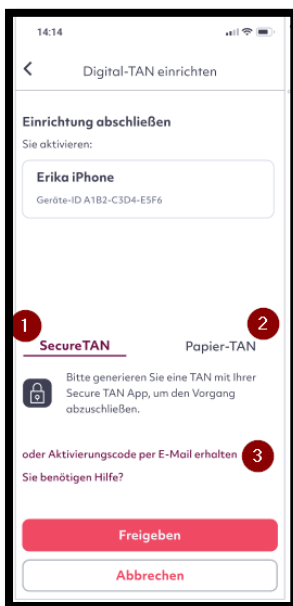 14:14
Digital-TAN einrichten
Einrichtung abschließen
Sie aktivieren:
Erika iPhone
Geräte-ID A1B2-C3D4-E5F6
1
2
SecureTAN Papier-TAN
Bitte generieren Sie eine TAN mit Ihrer
Secure TAN App, um den Vorgang
abzuschließen.
oder Aktivierungscode per E-Mail erhalten 3
Sie benötigen Hilfe?
Freigeben
Abbrechen